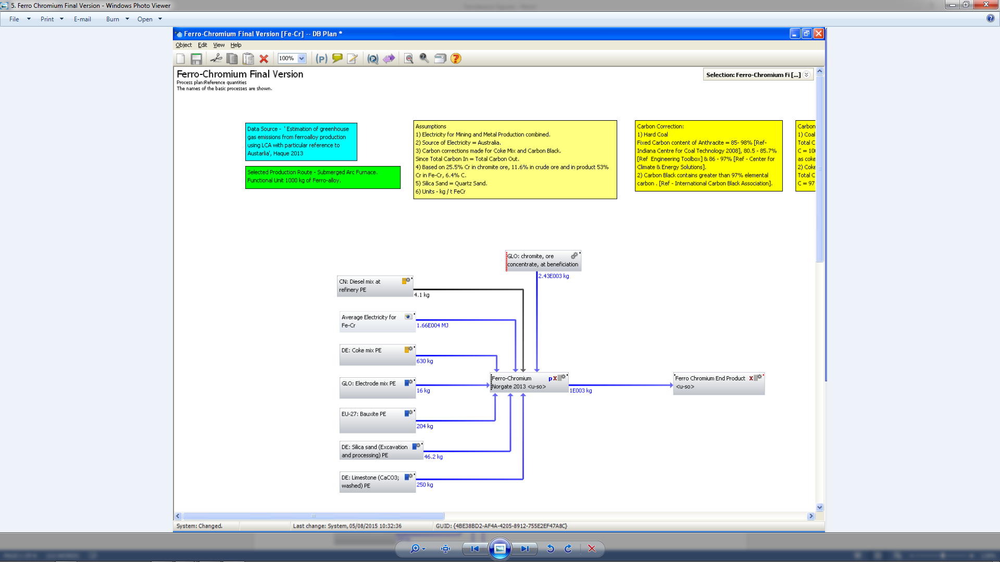 5. Ferro Chromium Final Version - Windows Photo Viewer
File Print E-mail Burn Open
Ferro-Chromium Final Version [Fe-Cr] -- DB Plan *
Object Edit View Help
100%
Ferro-Chromium Final Version
Process plan:Reference quantities
The names of the basic processes are shown.
Selection: Ferro-Chromium Fi [...]
Data Source - ' Estimation of greenhouse
gas emissions from ferroalloy production
using LCA with particular reference to
Austarlia', Haque 2013
Selected Production Route - Submerged Arc Furnace.
Functional Unit 1000 kg of Ferro-alloy.
Assumptions
1) Electricity for Mining and Metal Production combined.
2) Source of Electricity = Australia.
3) Carbon corrections made for Coke Mix and Carbon Black.
Since Total Carbon In = Total Carbon Out.
4) Based on 25.5% Cr in chromite ore, 11.6% in crude ore and in product 53%
Cr in Fe-Cr, 6.4% C.
5) Silica Sand = Quartz Sand.
6) Units - kg / t FeCr
Carbon Correction:
1) Hard Coal
Fixed Carbon content of Anthracite = 85- 98% [Ref-
Indiana Centre for Coal Technology 2008], 80.5 - 85.7%
[Ref Engineering Toolbox] & 86 - 97% [Ref - Center for
Climate & Energy Solutions].
2) Carbon Black contains greater than 97% elemental
carbon . [Ref - International Carbon Black Association].
Carbon
1) Coal
Total C
C = 10
as coke
2) Coke
Total C
C = 97
GLO: chromite, ore
concentrate, at beneficiation
2.43E003 kg
CN: Diesel mix at
refinery PE
4.1 kg
Average Electricity for
Fe-Cr
1.66E004 MJ
DE: Coke mix PE
630 kg
GLO: Electrode mix PE
16 kg
Ferro-Chromium
Norgate 2013 <u-so>
p X
1E003 kg
Ferro Chromium End Product
<u-so>
X
EU-27: Bauxite PE
204 kg
DE: Silica sand (Excavation
and processing) PE
46.2 kg
DE: Limestone (CaCO3;
washed) PE
250 kg
System: Changed. Last change: System, 05/08/2015 10:32:36 GUID: {4BE38BD2-AF4A-4205-8912-755E2EF47A8C}